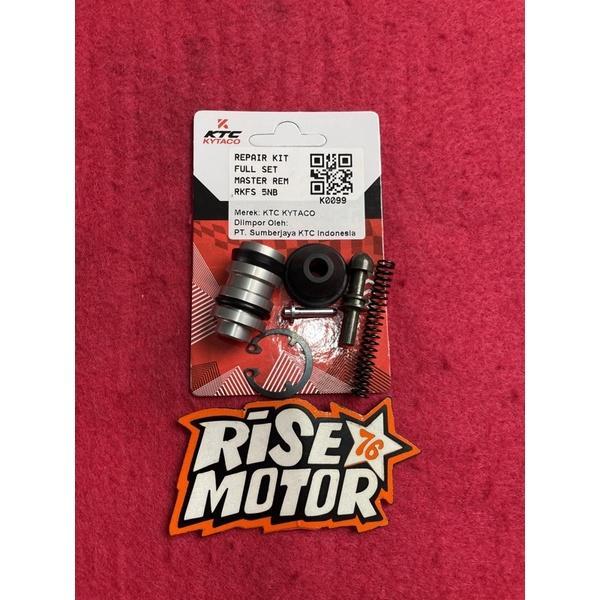 KTC
KYTACO
REPAIR KIT
FULL SET
MASTER REM
RKFS 5NB
K0099
Merek: KTC KYTACO
Diimpor Oleh:
PT. Sumberjaya KTC Indonesia
RiSE 76
MOTOR